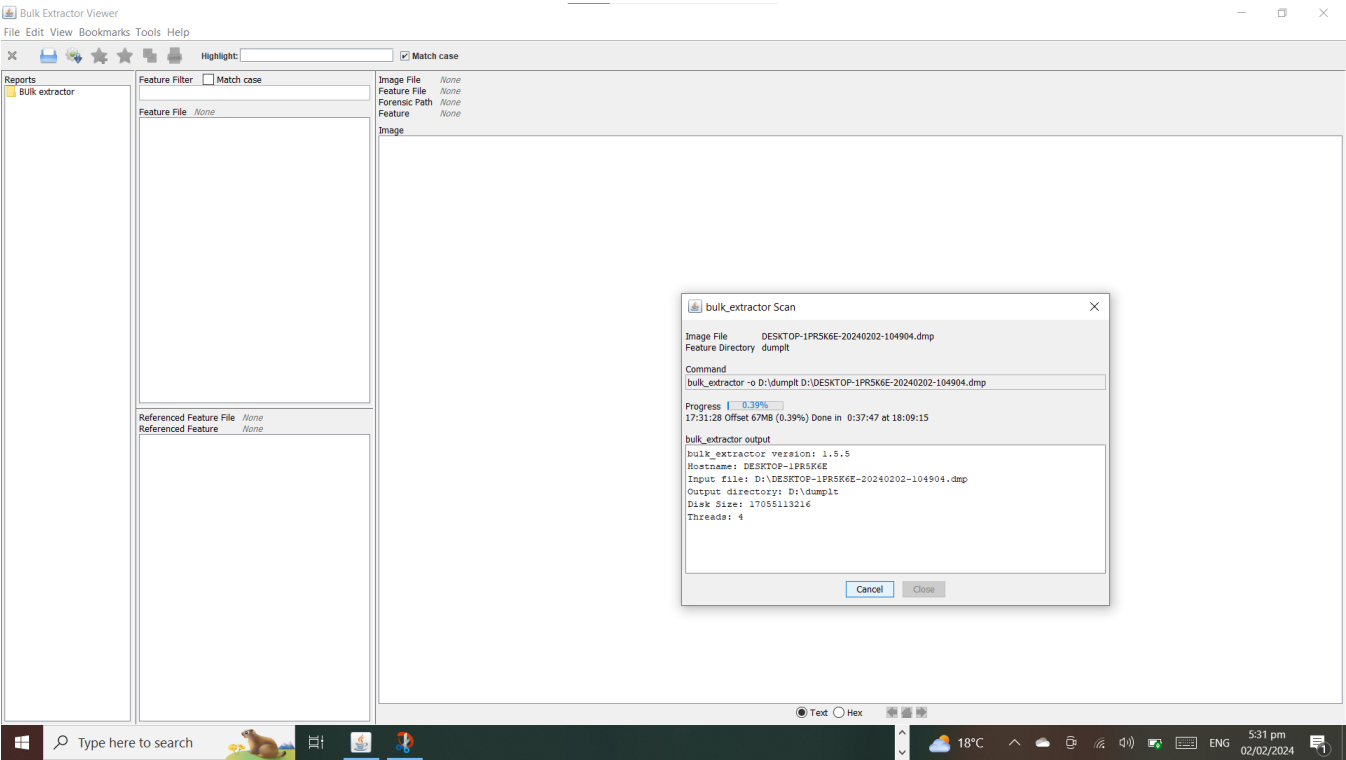 Bulk Extractor Viewer
File Edit View Bookmarks Tools Help
Highlight: Match case
Reports
BUlk extractor
Feature Filter Match case
Feature File None
Referenced Feature File None
Referenced Feature None
Image File None
Feature File None
Forensic Path None
Feature None
Image
bulk_extractor Scan
Image File DESKTOP-1PR5K6E-20240202-104904.dmp
Feature Directory dumplt
Command
bulk_extractor -o D:\dumplt D:\DESKTOP-1PR5K6E-20240202-104904.dmp
Progress 0.39%
17:31:28 Offset 67MB (0.39%) Done in 0:37:47 at 18:09:15
bulk_extractor output
bulk_extractor version: 1.5.5
Hostname: DESKTOP-1PR5K6E
Input file: D:\DESKTOP-1PR5K6E-20240202-104904.dmp
Output directory: D:\dumplt
Disk Size: 17055113216
Threads: 4
Cancel Close
Text Hex
Type here to search
18°C ENG
5:31 pm
02/02/2024
1